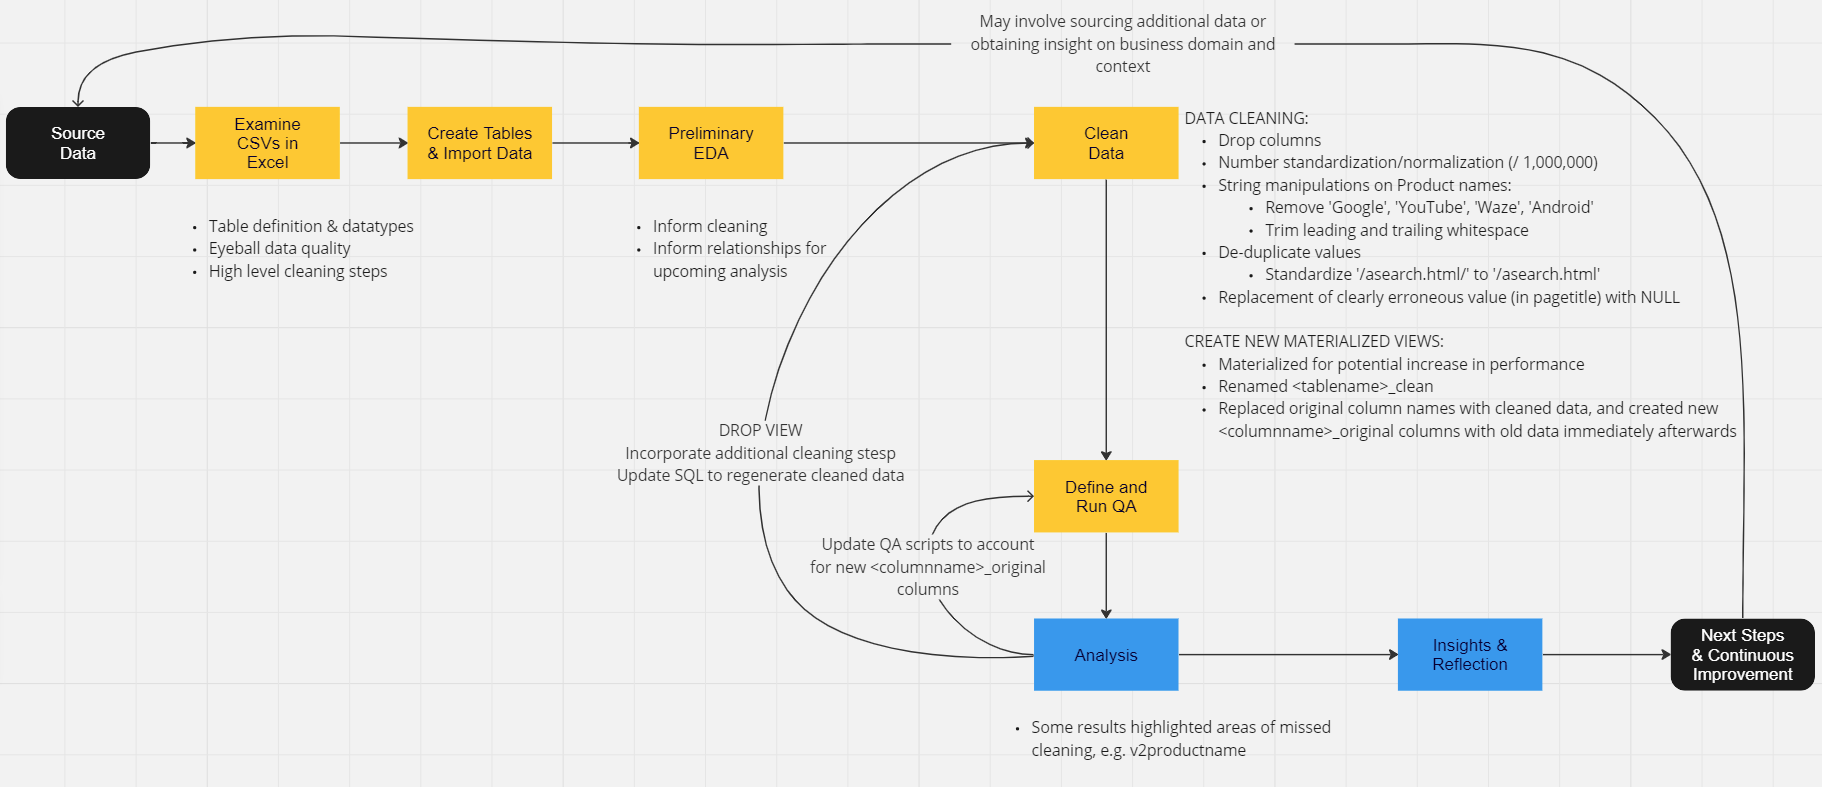 May involve sourcing additional data or
obtaining insight on business domain and
context
Source
Data
Examine
CSVs in
Excel
Create Tables
& Import Data
Preliminary
EDA
Clean
Data
• Table definition & datatypes
• Eyeball data quality
• High level cleaning steps
• Inform cleaning
• Inform relationships for
upcoming analysis
DATA CLEANING:
• Drop columns
• Number standardization/normalization (/ 1,000,000)
• String manipulations on Product names:
• Remove 'Google', 'YouTube', 'Waze', 'Android'
• Trim leading and trailing whitespace
• De-duplicate values
• Standardize '/asearch.html/' to '/asearch.html'
• Replacement of clearly erroneous value (in pagetitle) with NULL
CREATE NEW MATERIALIZED VIEWS:
• Materialized for potential increase in performance
• Renamed <tablename>_clean
• Replaced original column names with cleaned data, and created new
<columnname>_original columns with old data immediately afterwards
DROP VIEW
Incorporate additional cleaning stesp
Update SQL to regenerate cleaned data
Define and
Run QA
Update QA scripts to account
for new <columnname>_original
columns
Analysis
Insights &
Reflection
Next Steps
& Continuous
Improvement
• Some results highlighted areas of missed
cleaning, e.g. v2productname